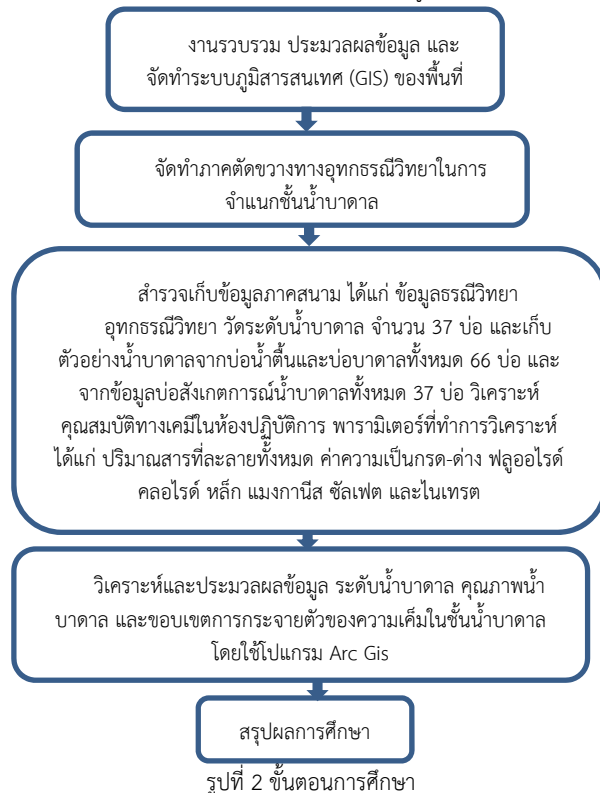 งานรวบรวม ประมวลผลข้อมูล และ
จัดทำระบบภูมิสารสนเทศ (GIS) ของพื้นที่
จัดทำภาคตัดขวางทางอุทกธรณีวิทยาในการ
จำแนกชั้นน้ำบาดาล
สำรวจเก็บข้อมูลภาคสนาม ได้แก่ ข้อมูลธรณีวิทยา
อุทกธรณีวิทยา วัดระดับน้ำบาดาล จำนวน 37 บ่อ และเก็บ
ตัวอย่างน้ำบาดาลจากบ่อน้ำตื้นและบ่อบาดาลทั้งหมด 66 บ่อ และ
จากข้อมูลบ่อสังเกตการณ์น้ำบาดาลทั้งหมด 37 บ่อ วิเคราะห์
คุณสมบัติทางเคมีในห้องปฏิบัติการ พารามิเตอร์ที่ทำการวิเคราะห์
ได้แก่ ปริมาณสารที่ละลายทั้งหมด ค่าความเป็นกรด-ด่าง ฟลูออไรด์
คลอไรด์ เหล็ก แมงกานีส ซัลเฟต และไนเทรต
วิเคราะห์และประมวลผลข้อมูล ระดับน้ำบาดาล คุณภาพน้ำ
บาดาล และขอบเขตการกระจายตัวของความเค็มในชั้นน้ำบาดาล
โดยใช้โปแกรม Arc Gis
สรุปผลการศึกษา
รูปที่ 2 ขั้นตอนการศึกษา